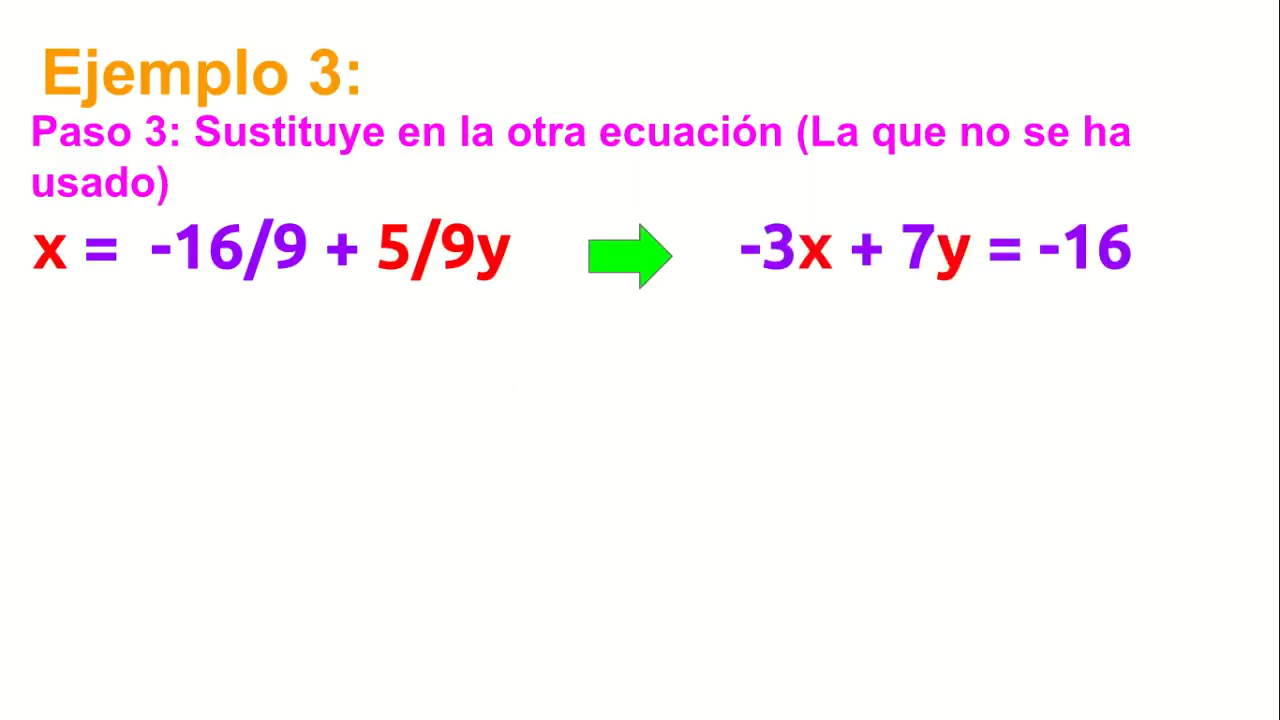 Ejemplo 3:
Paso 3: Sustituye en la otra ecuación (La que no se ha
usado)
x = -16/9 + 5/9y -3x + 7y = -16